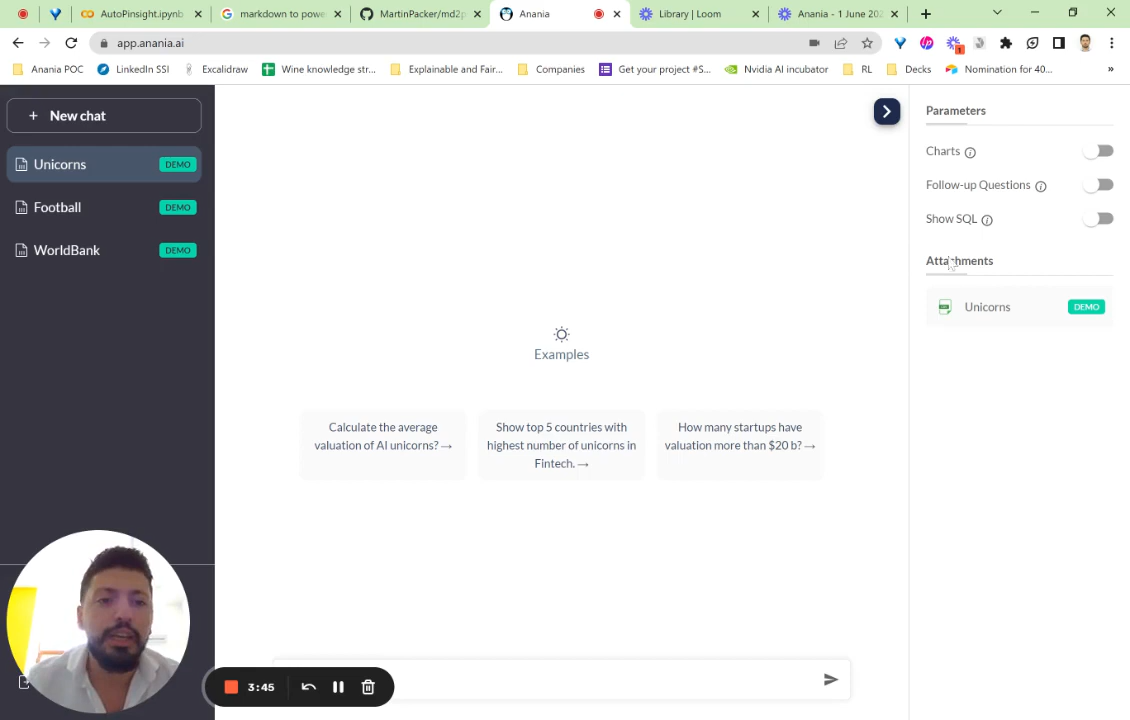 AutoPinsight.ipynb
markdown to powe
MartinPacker/md2p
Anania
Library | Loom
Anania - 1 June 202
app.anania.ai
1
Anania POC
LinkedIn SSI
Excalidraw
Wine knowledge str...
Explainable and Fair...
Companies
Get your project #S...
Nvidia AI incubator
RL
Decks
Nomination for 40...
»
+ New chat
Unicorns
DEMO
Football
DEMO
WorldBank
DEMO
Examples
Calculate the average
valuation of AI unicorns? →
Show top 5 countries with
highest number of unicorns in
Fintech. →
How many startups have
valuation more than $20 b? →
Parameters
Charts
Follow-up Questions
Show SQL
Attachments
Unicorns
DEMO
3:45